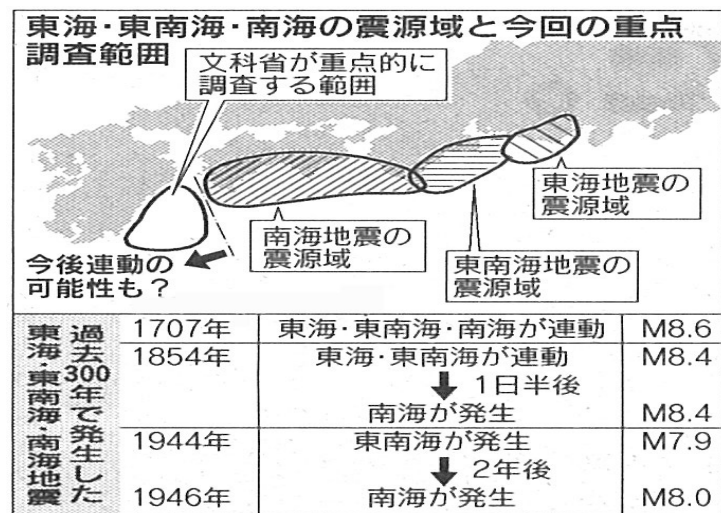 東海・東南海・南海の震源域と今回の重点
調査範囲
文科省が重点的に
調査する範囲
東海地震の
震源域
南海地震の
震源域
東南海地震の
震源域
今後連動の
可能性も?
過去300年で発生した
東海・東南海・南海地震
1707年 東海・東南海・南海が連動 M8.6
1854年 東海・東南海が連動 M8.4
1日半後
南海が発生 M8.4
1944年 東南海が発生 M7.9
2年後
1946年 南海が発生 M8.0